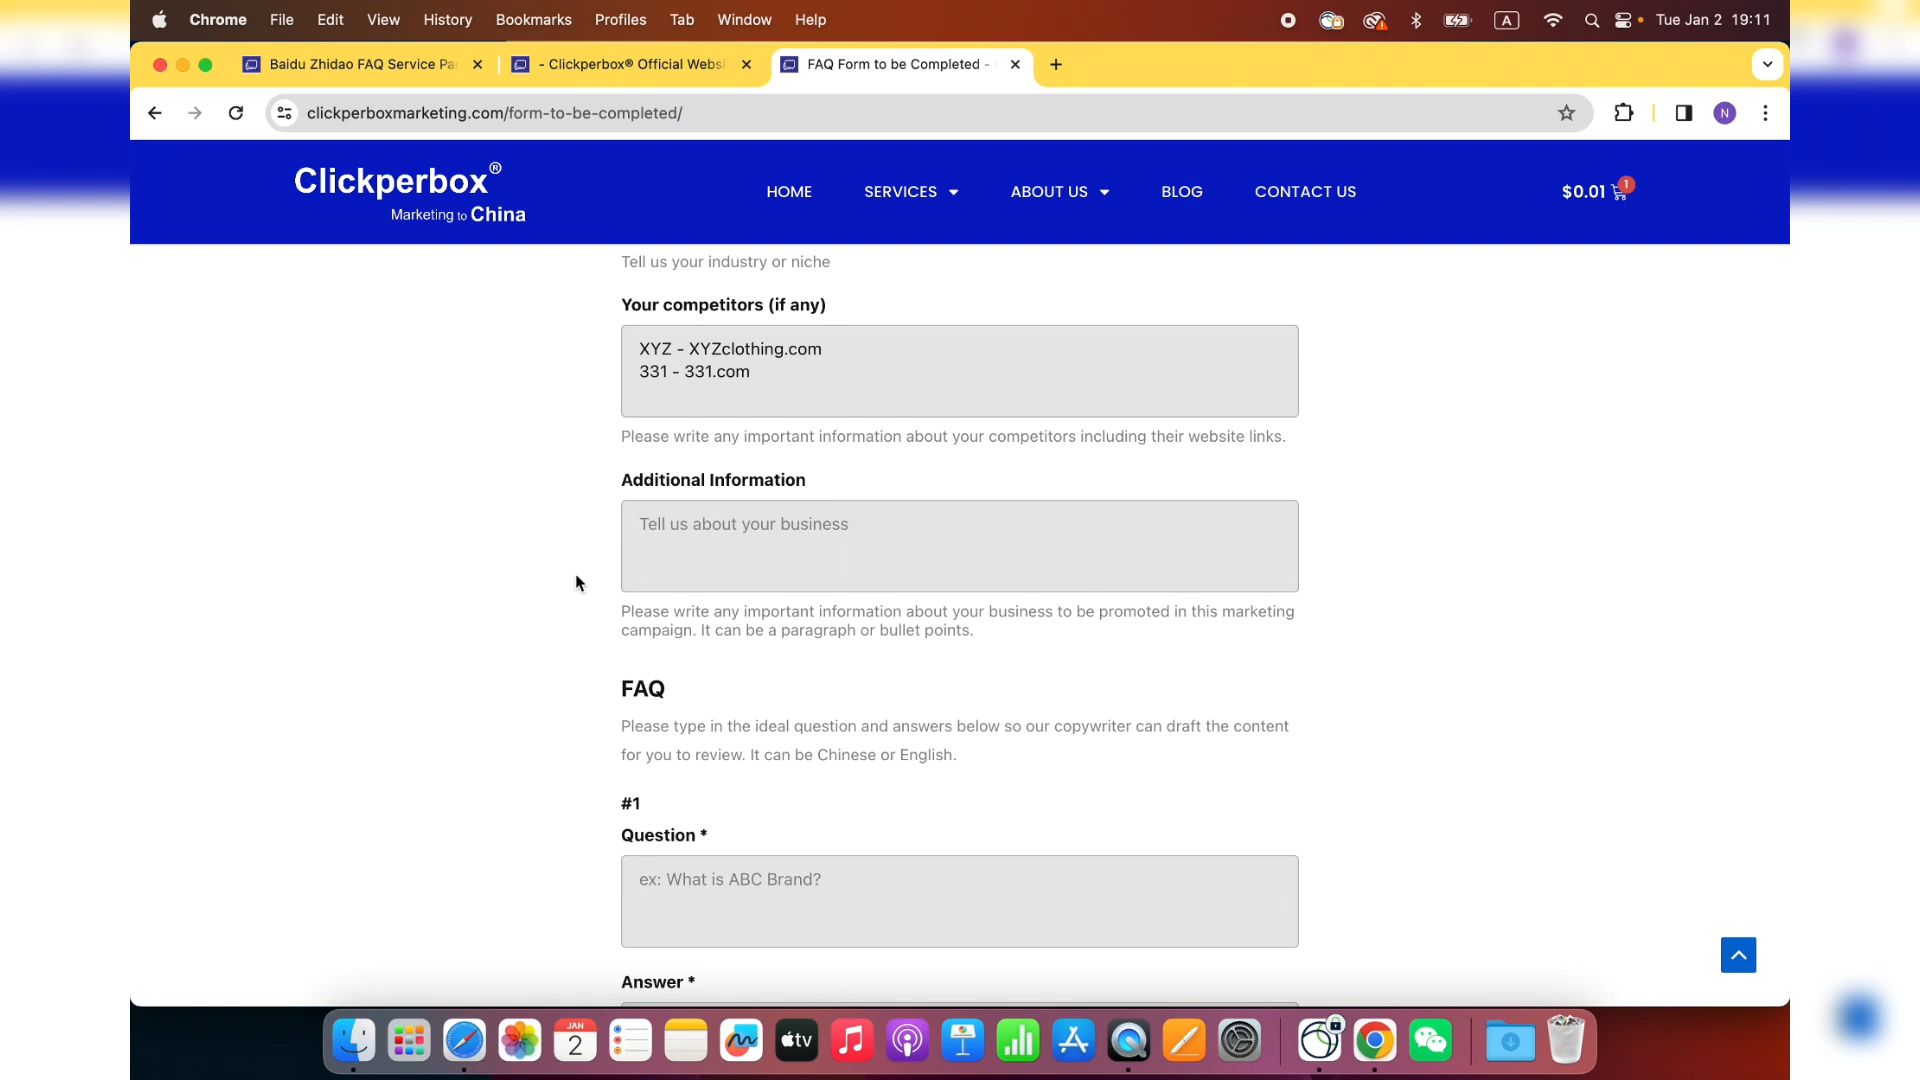 Chrome File Edit View History Bookmarks Profiles Tab Window Help A Tue Jan 2 19:11
Baidu Zhidao FAQ Service Pa
- Clickperbox® Official Websi
FAQ Form to be Completed -
clickperboxmarketing.com/form-to-be-completed/
N
Clickperbox®
Marketing to China
HOME SERVICES ABOUT US BLOG CONTACT US $0.01 1
Tell us your industry or niche
Your competitors (if any)
XYZ - XYZclothing.com
331 - 331.com
Please write any important information about your competitors including their website links.
Additional Information
Tell us about your business
Please write any important information about your business to be promoted in this marketing
campaign. It can be a paragraph or bullet points.
FAQ
Please type in the ideal question and answers below so our copywriter can draft the content
for you to review. It can be Chinese or English.
#1
Question *
ex: What is ABC Brand?
Answer *
JAN
2
tv